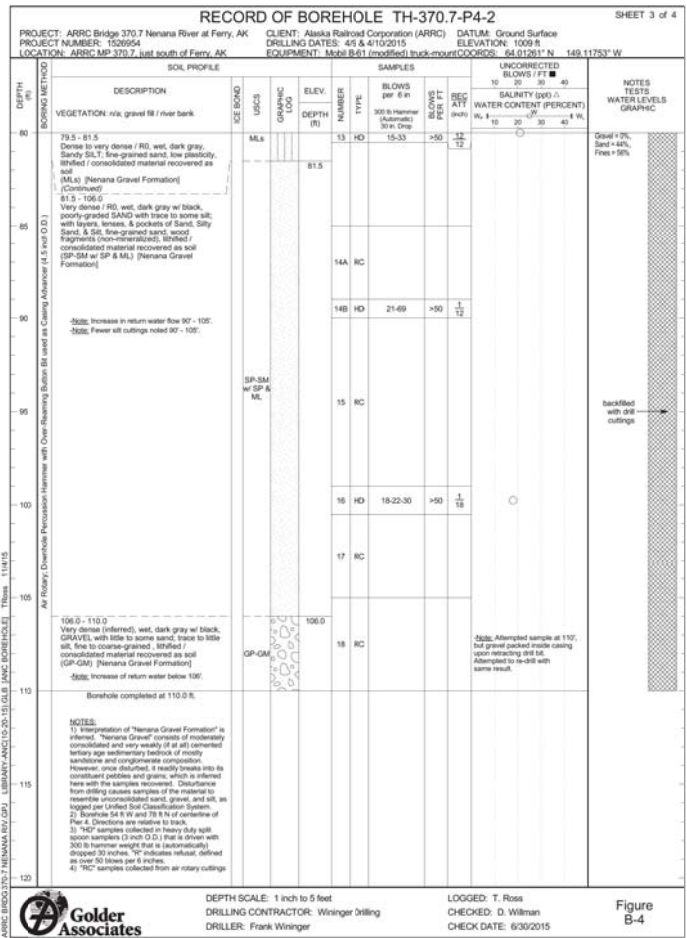 RECORD OF BOREHOLE TH-370.7-P4-2
SHEET 3 of 4
PROJECT: ARRC Bridge 370.7 Nenana River at Ferry, AK
CLIENT: Alaska Railroad Corporation (ARRC)
DATUM: Ground Surface
PROJECT NUMBER: 1526954
DRILLING DATES: 4/5 & 4/10/2015
ELEVATION: 1009 ft
LOCATION: ARRC MP 370.7, just south of Ferry, AK
EQUIPMENT: Mobil B-61 (modified) truck-mount
COORDS: 64.01261° N 149.11753° W
DEPTH (ft)
BORING METHOD
SOIL PROFILE
DESCRIPTION
VEGETATION: n/a; gravel fill / river bank
ICE BOND
USCS
GRAPHIC LOG
ELEV.
DEPTH (ft)
SAMPLES
NUMBER
TYPE
BLOWS per 6 in
300 lb Hammer
(Automatic)
30 in. Drop
BLOWS PER FT
REC
ATT
(inch)
UNCORRECTED
BLOWS / FT ■
10 20 30 40
SALINITY (ppt) △
WATER CONTENT (PERCENT)
10 20 30 40
NOTES
TESTS
WATER LEVELS
GRAPHIC
80
85
90
95
100
105
110
115
120
Air Rotary; Downhole Percussion Hammer with Over-Reaming Button Bit used as Casing Advancer (4.5 inch O.D.)
79.5 - 81.5
Dense to very dense / R0, wet, dark gray,
Sandy SILT; fine-grained sand, low plasticity,
lithified / consolidated material recovered as
soil
(MLs) [Nenana Gravel Formation]
(Continued)
MLs
81.5
81.5 - 106.0
Very dense / R0, wet, dark gray w/ black,
poorly-graded SAND with trace to some silt;
with layers, lenses, & pockets of Sand, Silty
Sand, & Silt, fine-grained sand, wood
fragments (non-mineralized), lithified /
consolidated material recovered as soil
(SP-SM w/ SP & ML) [Nenana Gravel
Formation]
-Note: Increase in return water flow 90' - 105'.
-Note: Fewer silt cuttings noted 90' - 105'.
SP-SM
w/ SP &
ML
106.0 - 110.0
Very dense (inferred), wet, dark gray w/ black,
GRAVEL with little to some sand; trace to little
silt, fine to coarse-grained , lithified /
consolidated material recovered as soil
(GP-GM) [Nenana Gravel Formation]
-Note: Increase of return water below 106'.
GP-GM
106.0
Borehole completed at 110.0 ft.
13 HD 15-33 >50 12/12
14A RC
14B HD 21-69 >50 1/12
15 RC
16 HD 18-22-30 >50 1/18
17 RC
18 RC
Gravel = 0%,
Sand = 44%,
Fines = 56%
backfilled
with drill
cuttings
-Note: Attempted sample at 110',
but gravel packed inside casing
upon retracting drill bit.
Attempted to re-drill with
same result.
NOTES:
1) Interpretation of "Nenana Gravel Formation" is
inferred. "Nenana Gravel" consists of moderately
consolidated and very weakly (if at all) cemented
tertiary age sedimentary bedrock of mostly
sandstone and conglomerate composition.
However, once disturbed, it readily breaks into its
constituent pebbles and grains; which is inferred
here with the samples recovered. Disturbance
from drilling causes samples of the material to
resemble unconsolidated sand, gravel, and silt, as
logged per Unified Soil Classification System.
2) Borehole 54 ft W and 78 ft N of centerline of
Pier 4. Directions are relative to track.
3) "HD" samples collected in heavy duty split
spoon samplers (3 inch O.D.) that is driven with
300 lb hammer weight that is (automatically)
dropped 30 inches. "R" indicates refusal; defined
as over 50 blows per 6 inches.
4) "RC" samples collected from air rotary cuttings
Golder
Associates
DEPTH SCALE: 1 inch to 5 feet
DRILLING CONTRACTOR: Wininger Drilling
DRILLER: Frank Wininger
LOGGED: T. Ross
CHECKED: D. Willman
CHECK DATE: 6/30/2015
Figure
B-4